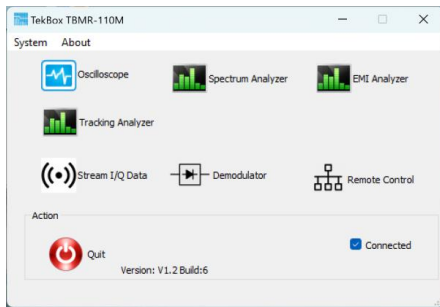 TekBox TBMR-110M
System About
Oscilloscope
Spectrum Analyzer
EMI Analyzer
Tracking Analyzer
Stream I/Q Data
Demodulator
Remote Control
Action
Quit
Connected
Version: V1.2 Build:6